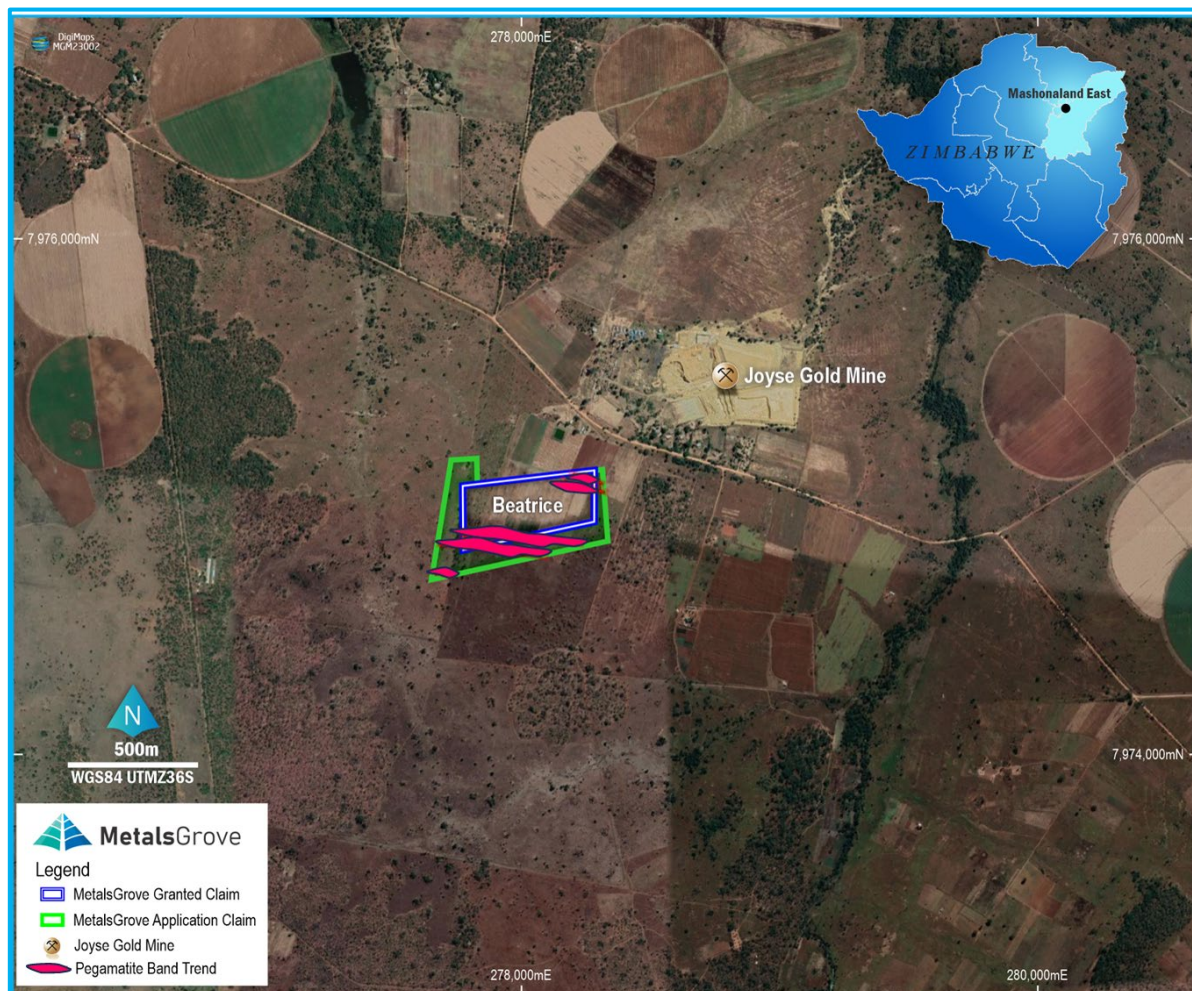 DigiMaps
MGM23002
278,000mE
280,000mE
Mashonaland East
ZIMBABWE
7,976,000mN
7,976,000mN
Joyse Gold Mine
Beatrice
N
500m
WGS84 UTMZ36S
7,974,000mN
MetalsGrove
Legend
MetalsGrove Granted Claim
MetalsGrove Application Claim
Joyse Gold Mine
Pegamatite Band Trend
278,000mE
280,000mE